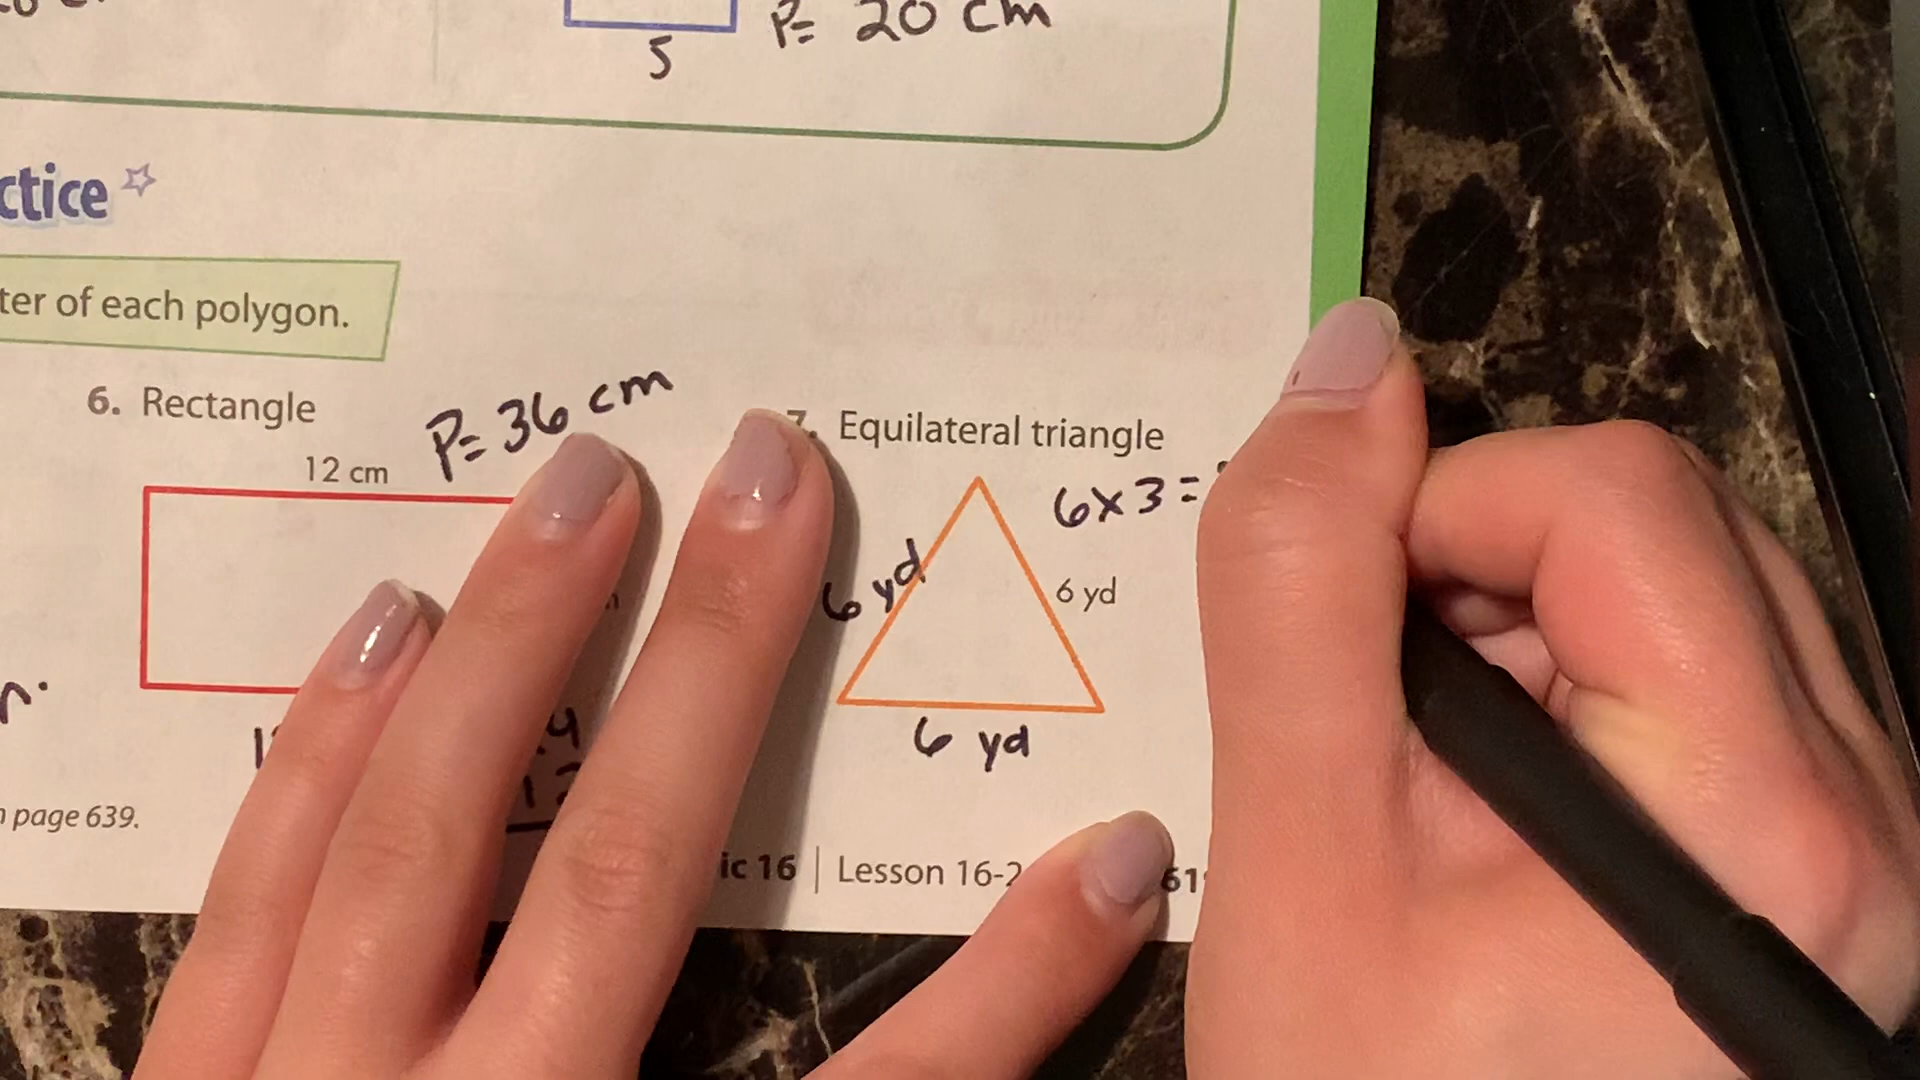 5
P= 20 cm
ctice
ter of each polygon.
6. Rectangle
P= 36 cm
12 cm
7. Equilateral triangle
6x3=
6 yd
6 yd
6 yd
page 639.
ic 16 | Lesson 16-2